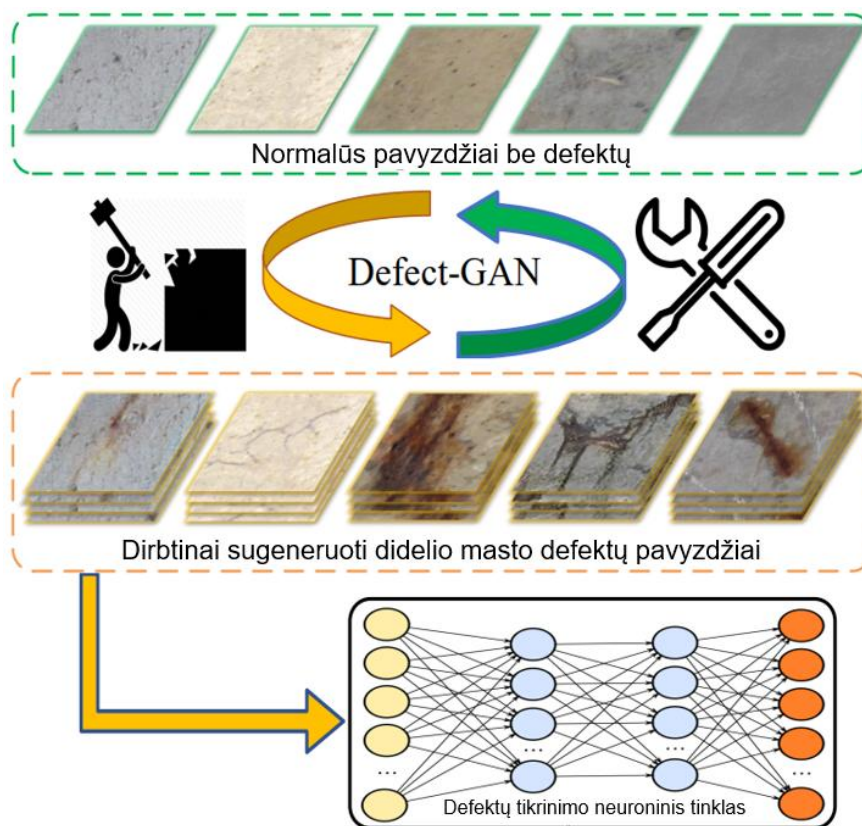 Normalūs pavyzdžiai be defektų
Defect-GAN
Dirbtinai sugeneruoti didelio masto defektų pavyzdžiai
Defektų tikrinimo neuroninis tinklas